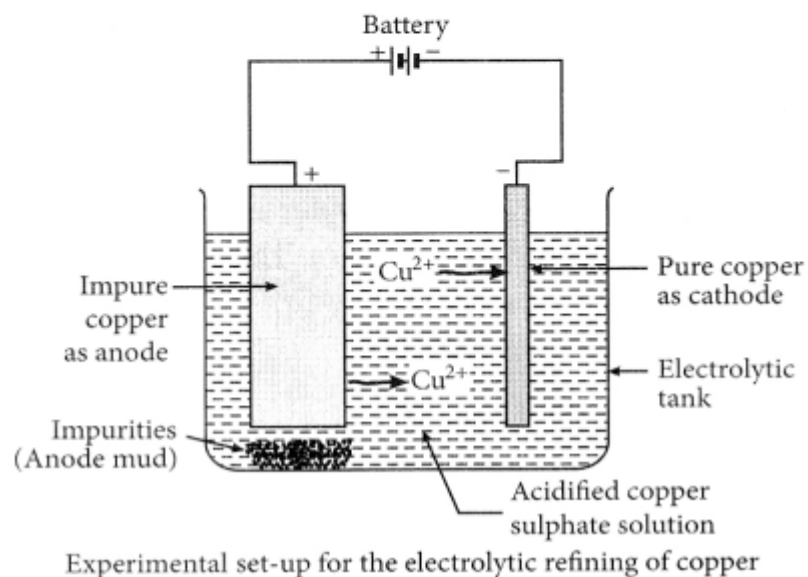 Battery
+ −
+
−
Cu²⁺
Pure copper
as cathode
Impure
copper
as anode
Cu²⁺
Electrolytic
tank
Impurities
(Anode mud)
Acidified copper
sulphate solution
Experimental set-up for the electrolytic refining of copper